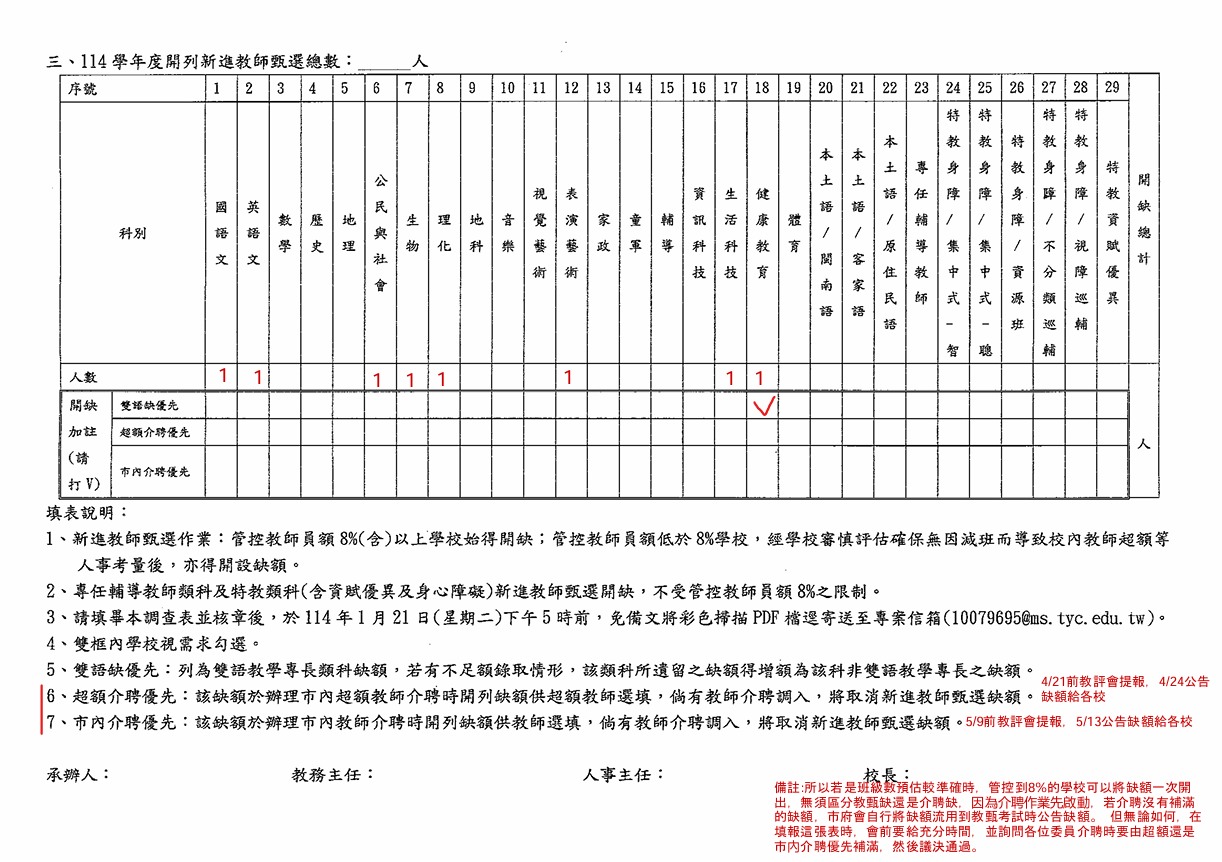 三、114 學年度開列新進教師甄選總數：______人
序號 1 2 3 4 5 6 7 8 9 10 11 12 13 14 15 16 17 18 19 20 21 22 23 24 25 26 27 28 29
科別 國語文 英語文 數學 歷史 地理 公民與社會 生物 理化 地科 音樂 視覺藝術 表演藝術 家政 童軍 輔導 資訊科技 生活科技 健康教育 體育 本土語/閩南語 本土語/客家語 本土語/原住民語 專任輔導教師 特教身障/集中式-智 特教身障/集中式-聰 特教身障/資源班 特教身障/不分類巡輔 特教身障/視障巡輔 特教資賦優異 開缺總計
人數 1 1 1 1 1 1 1 1
開缺加註(請打V) 雙語缺優先 V
超額介聘優先
市內介聘優先
人
填表說明：
1、新進教師甄選作業：管控教師員額 8%(含)以上學校始得開缺；管控教師員額低於 8%學校，經學校審慎評估確保無因減班而導致校內教師超額等
人事考量後，亦得開設缺額。
2、專任輔導教師類科及特教類科(含資賦優異及身心障礙)新進教師甄選開缺，不受管控教師員額 8%之限制。
3、請填畢本調查表並核章後，於 114 年 1 月 21 日(星期二)下午 5 時前，免備文將彩色掃描 PDF 檔逕寄送至專案信箱(10079695@ms.tyc.edu.tw)。
4、雙框內學校視需求勾選。
5、雙語缺優先：列為雙語教學專長類科缺額，若有不足額錄取情形，該類科所遺留之缺額得增額為該科非雙語教學專長之缺額。
6、超額介聘優先：該缺額於辦理市內超額教師介聘時開列缺額供超額教師選填，倘有教師介聘調入，將取消新進教師甄選缺額。
4/21前教評會提報，4/24公告
缺額給各校
7、市內介聘優先：該缺額於辦理市內教師介聘時開列缺額供教師選填，倘有教師介聘調入，將取消新進教師甄選缺額。
5/9前教評會提報，5/13公告缺額給各校
承辦人： 教務主任： 人事主任： 校長：
備註:所以若是班級數預估較準確時，管控到8%的學校可以將缺額一次開
出，無須區分教甄缺還是介聘缺，因為介聘作業先啟動，若介聘沒有補滿
的缺額，市府會自行將缺額流用到教甄考試時公告缺額。 但無論如何，在
填報這張表時，會前要給充分時間，並詢問各位委員介聘時要由超額還是
市內介聘優先補滿，然後議決通過。